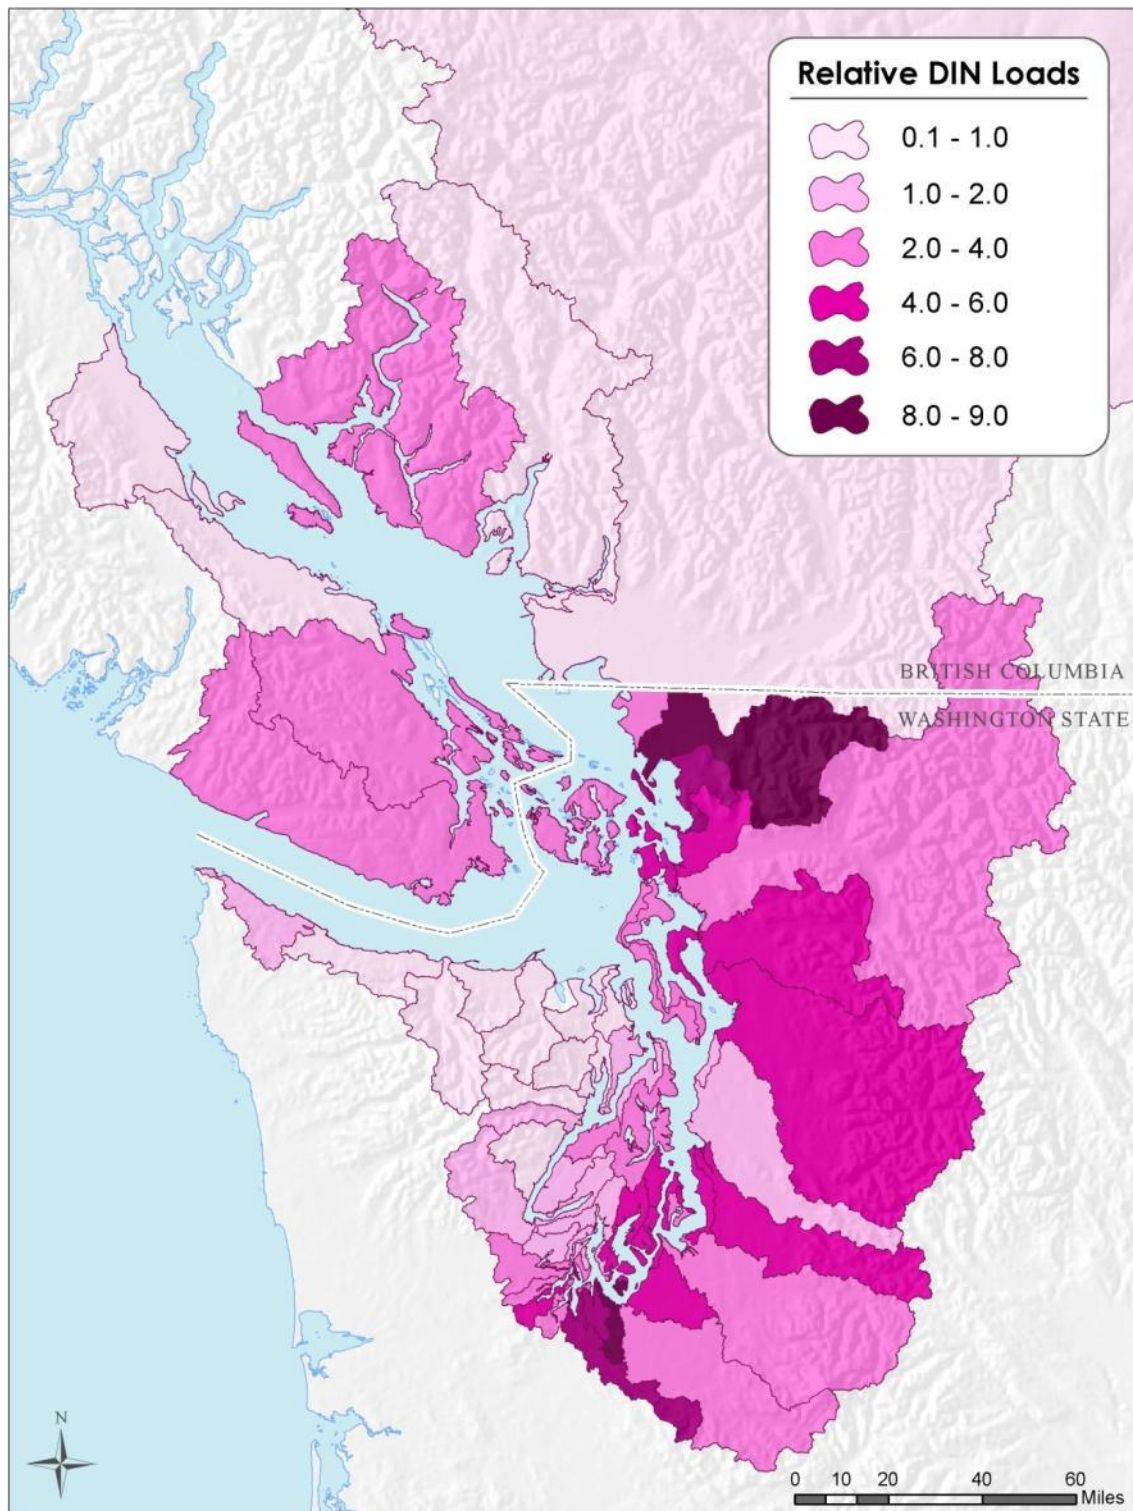 Relative DIN Loads
0.1 - 1.0
1.0 - 2.0
2.0 - 4.0
4.0 - 6.0
6.0 - 8.0
8.0 - 9.0
BRITISH COLUMBIA
WASHINGTON STATE
N
0 10 20 40 60
Miles